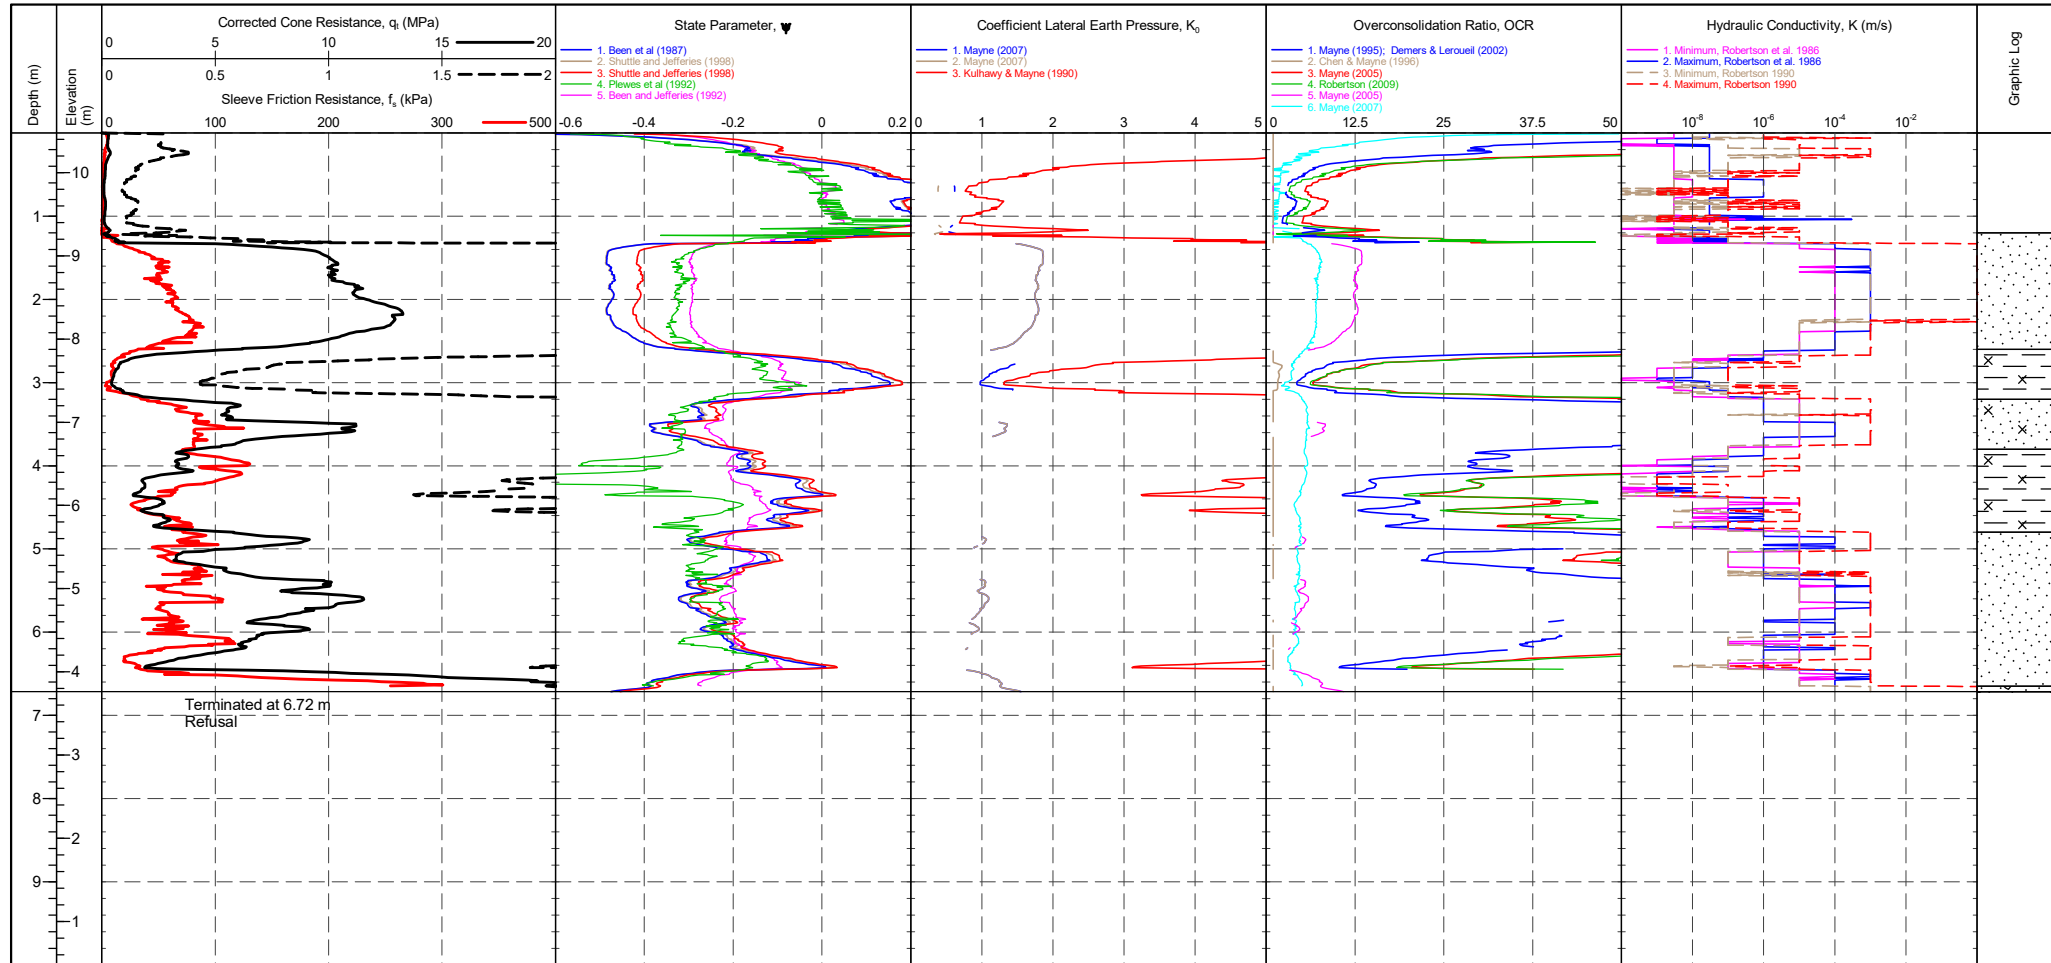 Depth (m)
Elevation (m)
Corrected Cone Resistance, qt (MPa)
0 5 10 15 20
0 0.5 1 1.5 2
Sleeve Friction Resistance, fs (kPa)
100 200 300 500
State Parameter, ψ
1. Been et al (1987)
2. Shuttle and Jefferies (1998)
3. Shuttle and Jefferies (1998)
4. Plewes et al (1992)
5. Been and Jefferies (1992)
-0.6 -0.4 -0.2 0 0.2
Coefficient Lateral Earth Pressure, K0
1. Mayne (2007)
2. Mayne (2007)
3. Kulhawy & Mayne (1990)
0 1 2 3 4 5
Overconsolidation Ratio, OCR
1. Mayne (1995); Demers & Leroueil (2002)
2. Chen & Mayne (1996)
3. Mayne (2005)
4. Robertson (2009)
5. Mayne (2005)
6. Mayne (2007)
0 12.5 25 37.5 50
Hydraulic Conductivity, K (m/s)
1. Minimum, Robertson et al. 1986
2. Maximum, Robertson et al. 1986
3. Minimum, Robertson 1990
4. Maximum, Robertson 1990
10-8 10-6 10-4 10-2
Graphic Log
10
1
9
2
8
3
7
4
6
5
5
6
4
Terminated at 6.72 m
Refusal
7
3
8
2
9
1